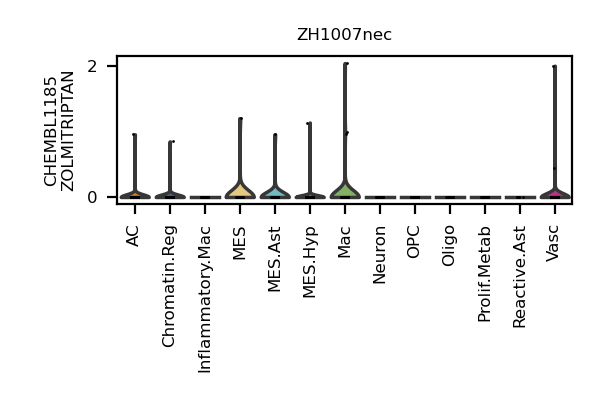 ZH1007nec
CHEMBL1185
ZOLMITRIPTAN
2
0
AC
Chromatin.Reg
Inflammatory.Mac
MES
MES.Ast
MES.Hyp
Mac
Neuron
OPC
Oligo
Prolif.Metab
Reactive.Ast
Vasc